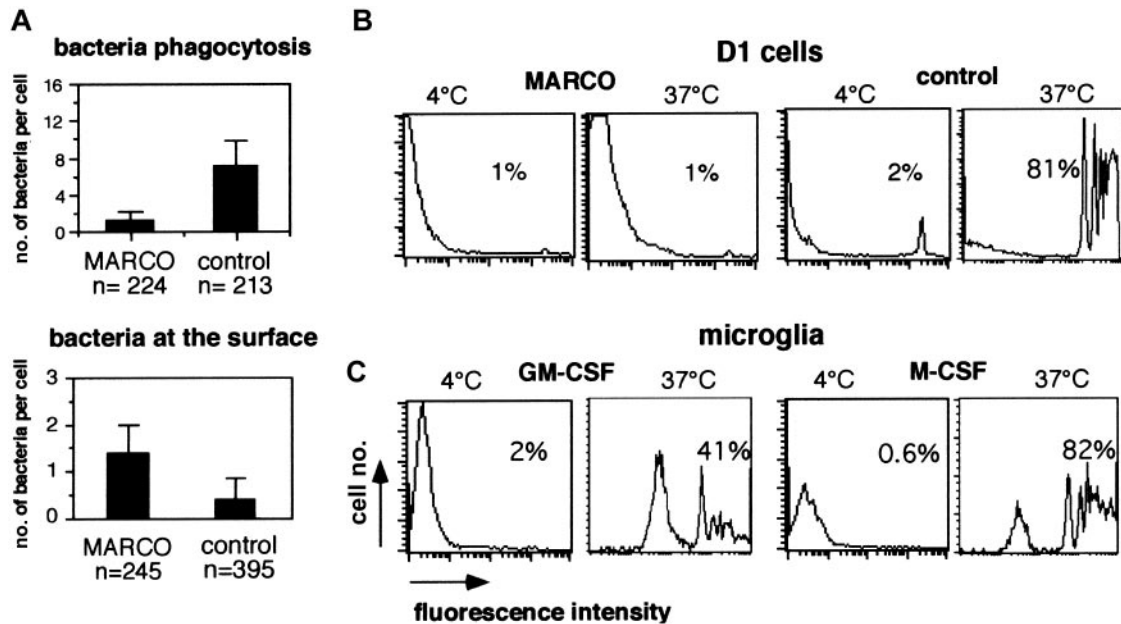 A
bacteria phagocytosis
no. of bacteria per cell
16
12
8
4
0
MARCO control
n= 224 n= 213
bacteria at the surface
no. of bacteria per cell
3
2
1
0
MARCO control
n=245 n=395
B
D1 cells
MARCO control
4°C 37°C 4°C 37°C
1% 1% 2% 81%
microglia
C
GM-CSF M-CSF
4°C 37°C 4°C 37°C
2% 41% 0.6% 82%
cell no.
fluorescence intensity